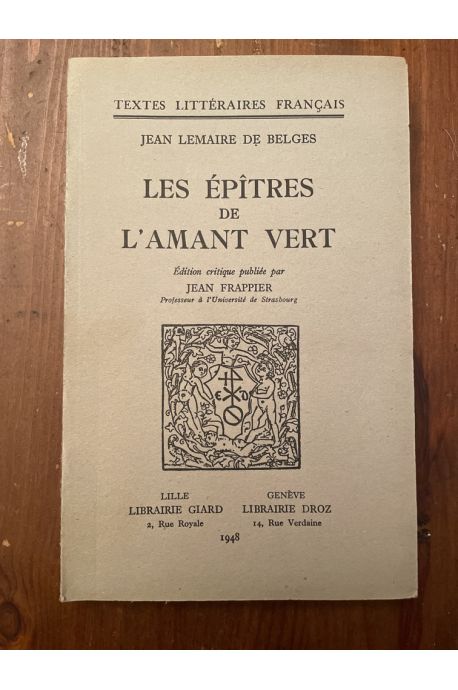 TEXTES LITTÉRAIRES FRANÇAIS
JEAN LEMAIRE DE BELGES
LES ÉPÎTRES
DE
L'AMANT VERT
Édition critique publiée par
JEAN FRAPPIER
Professeur à l'Université de Strasbourg
E D
LILLE
LIBRAIRIE GIARD
2, Rue Royale
GENÈVE
LIBRAIRIE DROZ
14, Rue Verdaine
1948